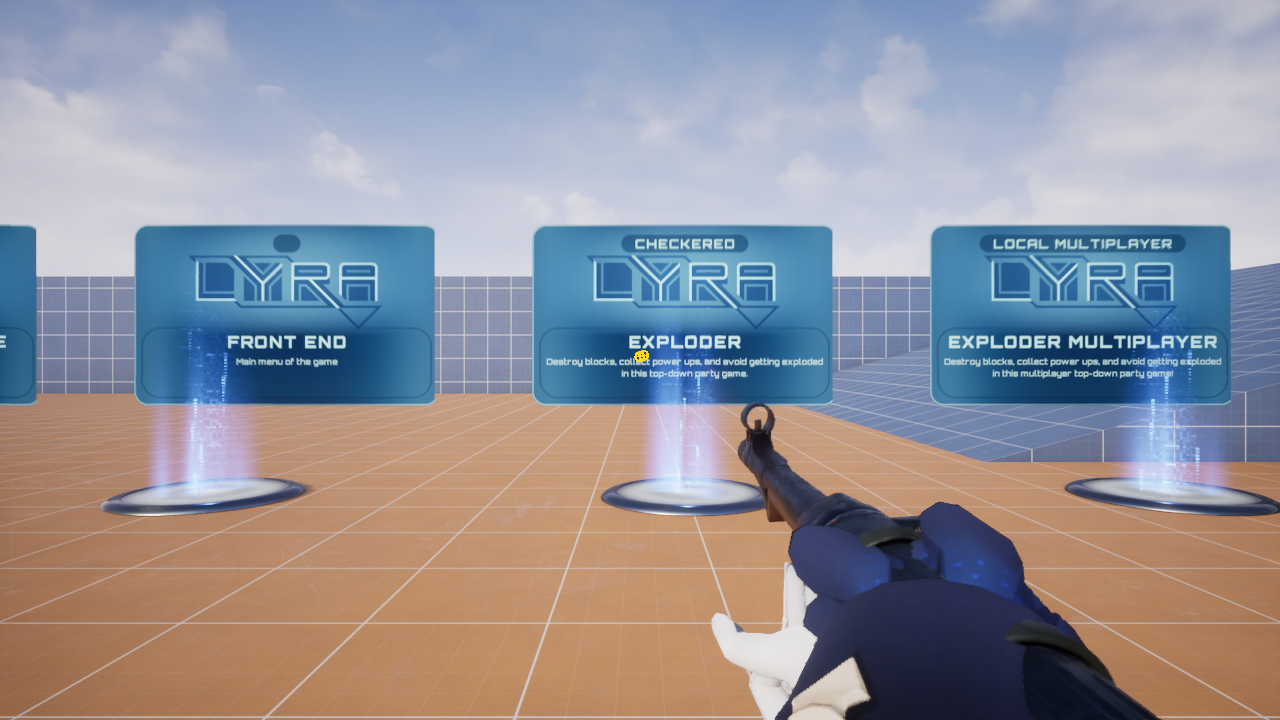 E
LYRA
FRONT END
Main menu of the game
CHECKERED
LYRA
EXPLODER
Destroy blocks, collect power ups, and avoid getting exploded
in this top-down party game.
LOCAL MULTIPLAYER
LYRA
EXPLODER MULTIPLAYER
Destroy blocks, collect power ups, and avoid getting exploded
in this multiplayer top-down party game!